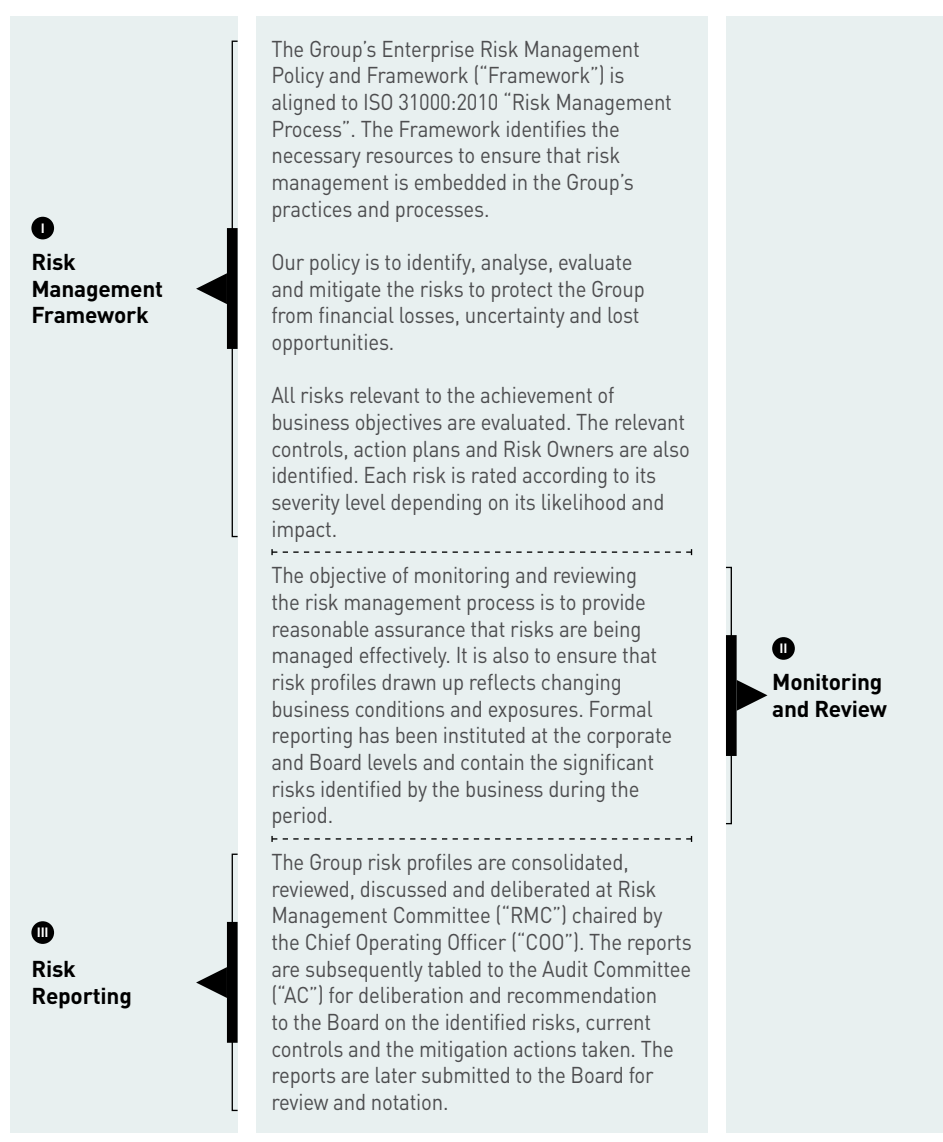 I
Risk
Management
Framework
The Group's Enterprise Risk Management
Policy and Framework (“Framework”) is
aligned to ISO 31000:2010 “Risk Management
Process”. The Framework identifies the
necessary resources to ensure that risk
management is embedded in the Group's
practices and processes.
Our policy is to identify, analyse, evaluate
and mitigate the risks to protect the Group
from financial losses, uncertainty and lost
opportunities.
All risks relevant to the achievement of
business objectives are evaluated. The relevant
controls, action plans and Risk Owners are also
identified. Each risk is rated according to its
severity level depending on its likelihood and
impact.
II
Monitoring
and Review
The objective of monitoring and reviewing
the risk management process is to provide
reasonable assurance that risks are being
managed effectively. It is also to ensure that
risk profiles drawn up reflects changing
business conditions and exposures. Formal
reporting has been instituted at the corporate
and Board levels and contain the significant
risks identified by the business during the
period.
III
Risk
Reporting
The Group risk profiles are consolidated,
reviewed, discussed and deliberated at Risk
Management Committee (“RMC”) chaired by
the Chief Operating Officer (“COO”). The reports
are subsequently tabled to the Audit Committee
(“AC”) for deliberation and recommendation
to the Board on the identified risks, current
controls and the mitigation actions taken. The
reports are later submitted to the Board for
review and notation.